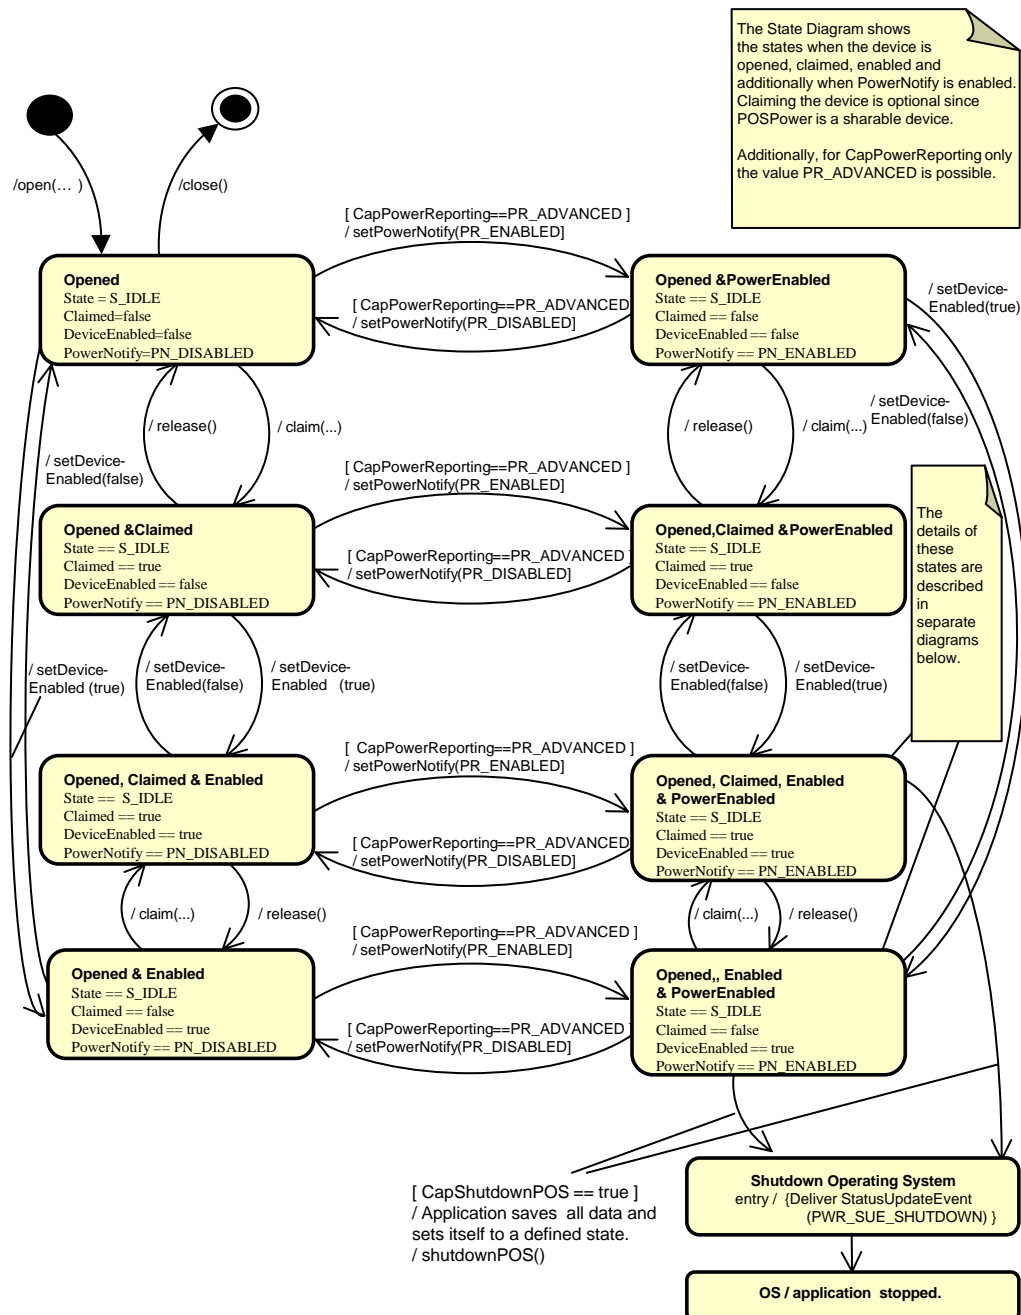 The State Diagram shows
the states when the device is
opened, claimed, enabled and
additionally when PowerNotify is enabled.
Claiming the device is optional since
POSPower is a sharable device.
Additionally, for CapPowerReporting only
the value PR_ADVANCED is possible.
/open(… )
/close()
[ CapPowerReporting==PR_ADVANCED ]
/ setPowerNotify(PR_ENABLED]
Opened
State = S_IDLE
Claimed=false
DeviceEnabled=false
PowerNotify=PN_DISABLED
[ CapPowerReporting==PR_ADVANCED
/ setPowerNotify(PR_DISABLED]
Opened &PowerEnabled
State == S_IDLE
Claimed == false
DeviceEnabled == false
PowerNotify == PN_ENABLED
/ setDevice-
Enabled(true)
/ release()
/ claim(...)
/ setDevice-
Enabled(false)
/ release()
/ claim(...)
/ setDevice-
Enabled(false)
[ CapPowerReporting==PR_ADVANCED ]
/ setPowerNotify(PR_ENABLED]
Opened &Claimed
State == S_IDLE
Claimed == true
DeviceEnabled == false
PowerNotify == PN_DISABLED
[ CapPowerReporting==PR_ADVANCED ]
/ setPowerNotify(PR_DISABLED]
Opened,Claimed &PowerEnabled
State == S_IDLE
Claimed == true
DeviceEnabled == false
PowerNotify == PN_ENABLED
The
details of
these
states are
described
in
separate
diagrams
below.
/ setDevice-
Enabled (true)
/ setDevice-
Enabled(false)
/ setDevice-
Enabled (true)
/ setDevice-
Enabled(false)
/ setDevice-
Enabled(true)
[ CapPowerReporting==PR_ADVANCED ]
/ setPowerNotify(PR_ENABLED]
Opened, Claimed & Enabled
State == S_IDLE
Claimed == true
DeviceEnabled == true
PowerNotify == PN_DISABLED
[ CapPowerReporting==PR_ADVANCED
/ setPowerNotify(PR_DISABLED]
Opened, Claimed, Enabled
& PowerEnabled
State == S_IDLE
Claimed == true
DeviceEnabled == true
PowerNotify == PN_ENABLED
/ claim(...)
/ release()
/ claim(...)
/ release()
[ CapPowerReporting==PR_ADVANCED ]
/ setPowerNotify(PR_ENABLED]
Opened & Enabled
State == S_IDLE
Claimed == false
DeviceEnabled == true
PowerNotify == PN_DISABLED
[ CapPowerReporting==PR_ADVANCED ]
/ setPowerNotify(PR_DISABLED]
Opened,, Enabled
& PowerEnabled
State == S_IDLE
Claimed == false
DeviceEnabled == true
PowerNotify == PN_ENABLED
[ CapShutdownPOS == true ]
/ Application saves all data and
sets itself to a defined state.
/ shutdownPOS()
Shutdown Operating System
entry / {Deliver StatusUpdateEvent
(PWR_SUE_SHUTDOWN) }
OS / application stopped.